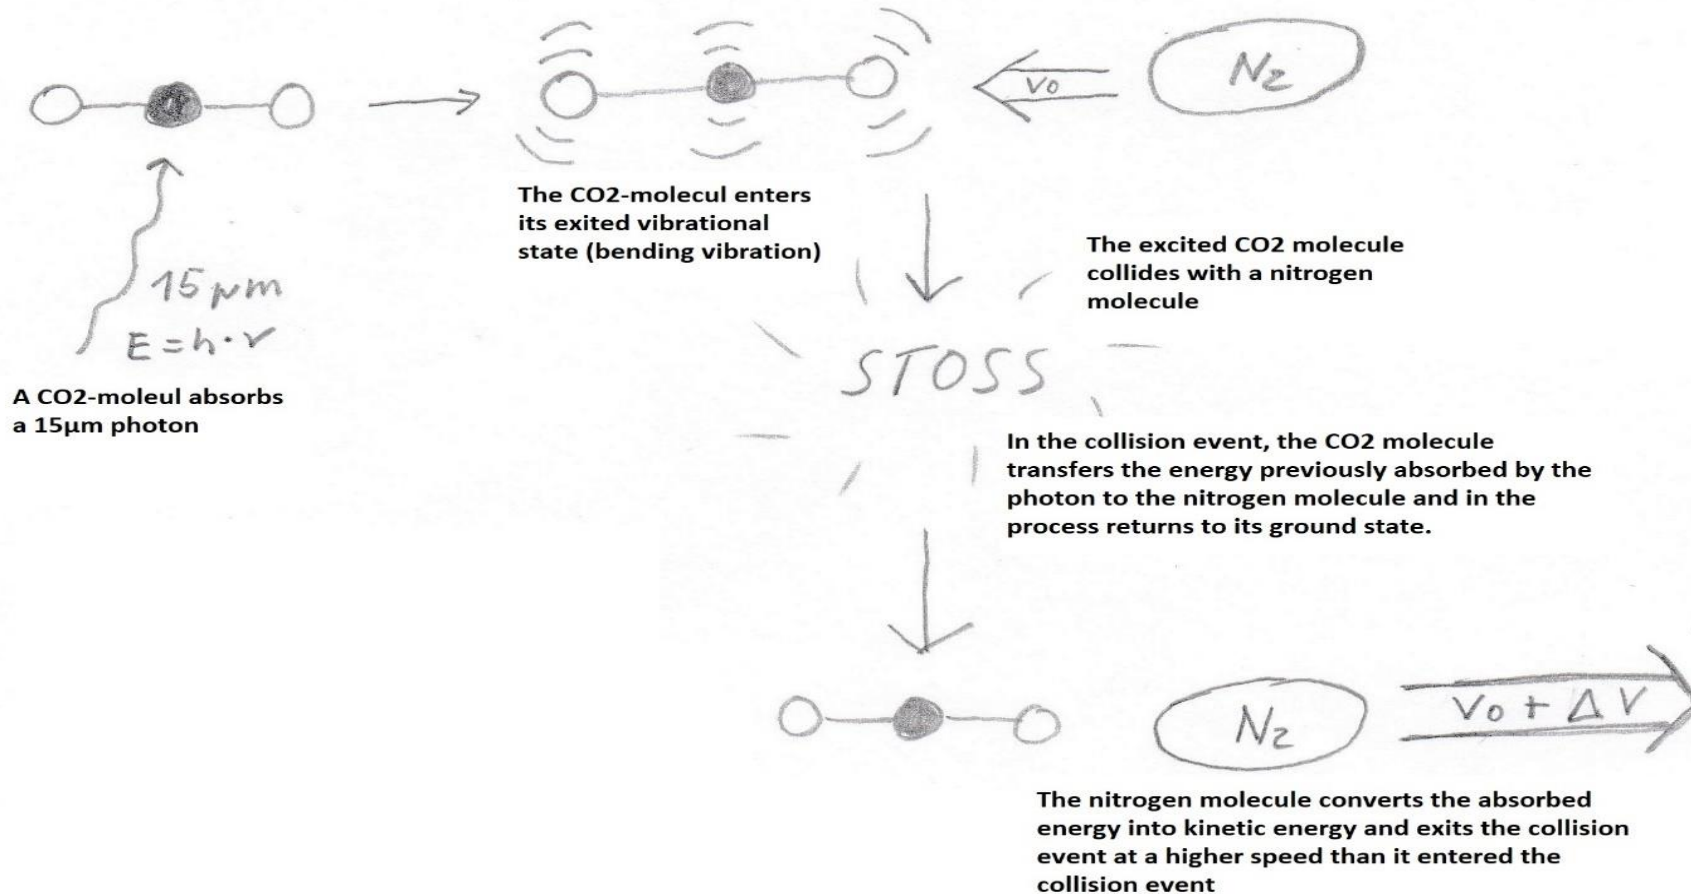 N2
v0
The CO2-molecul enters
its exited vibrational
state (bending vibration)
15 µm
E = h · ν
A CO2-moleul absorbs
a 15µm photon
The excited CO2 molecule
collides with a nitrogen
molecule
STOSS
In the collision event, the CO2 molecule
transfers the energy previously absorbed by the
photon to the nitrogen molecule and in the
process returns to its ground state.
N2
V0 + Δ V
The nitrogen molecule converts the absorbed
energy into kinetic energy and exits the collision
event at a higher speed than it entered the
collision event